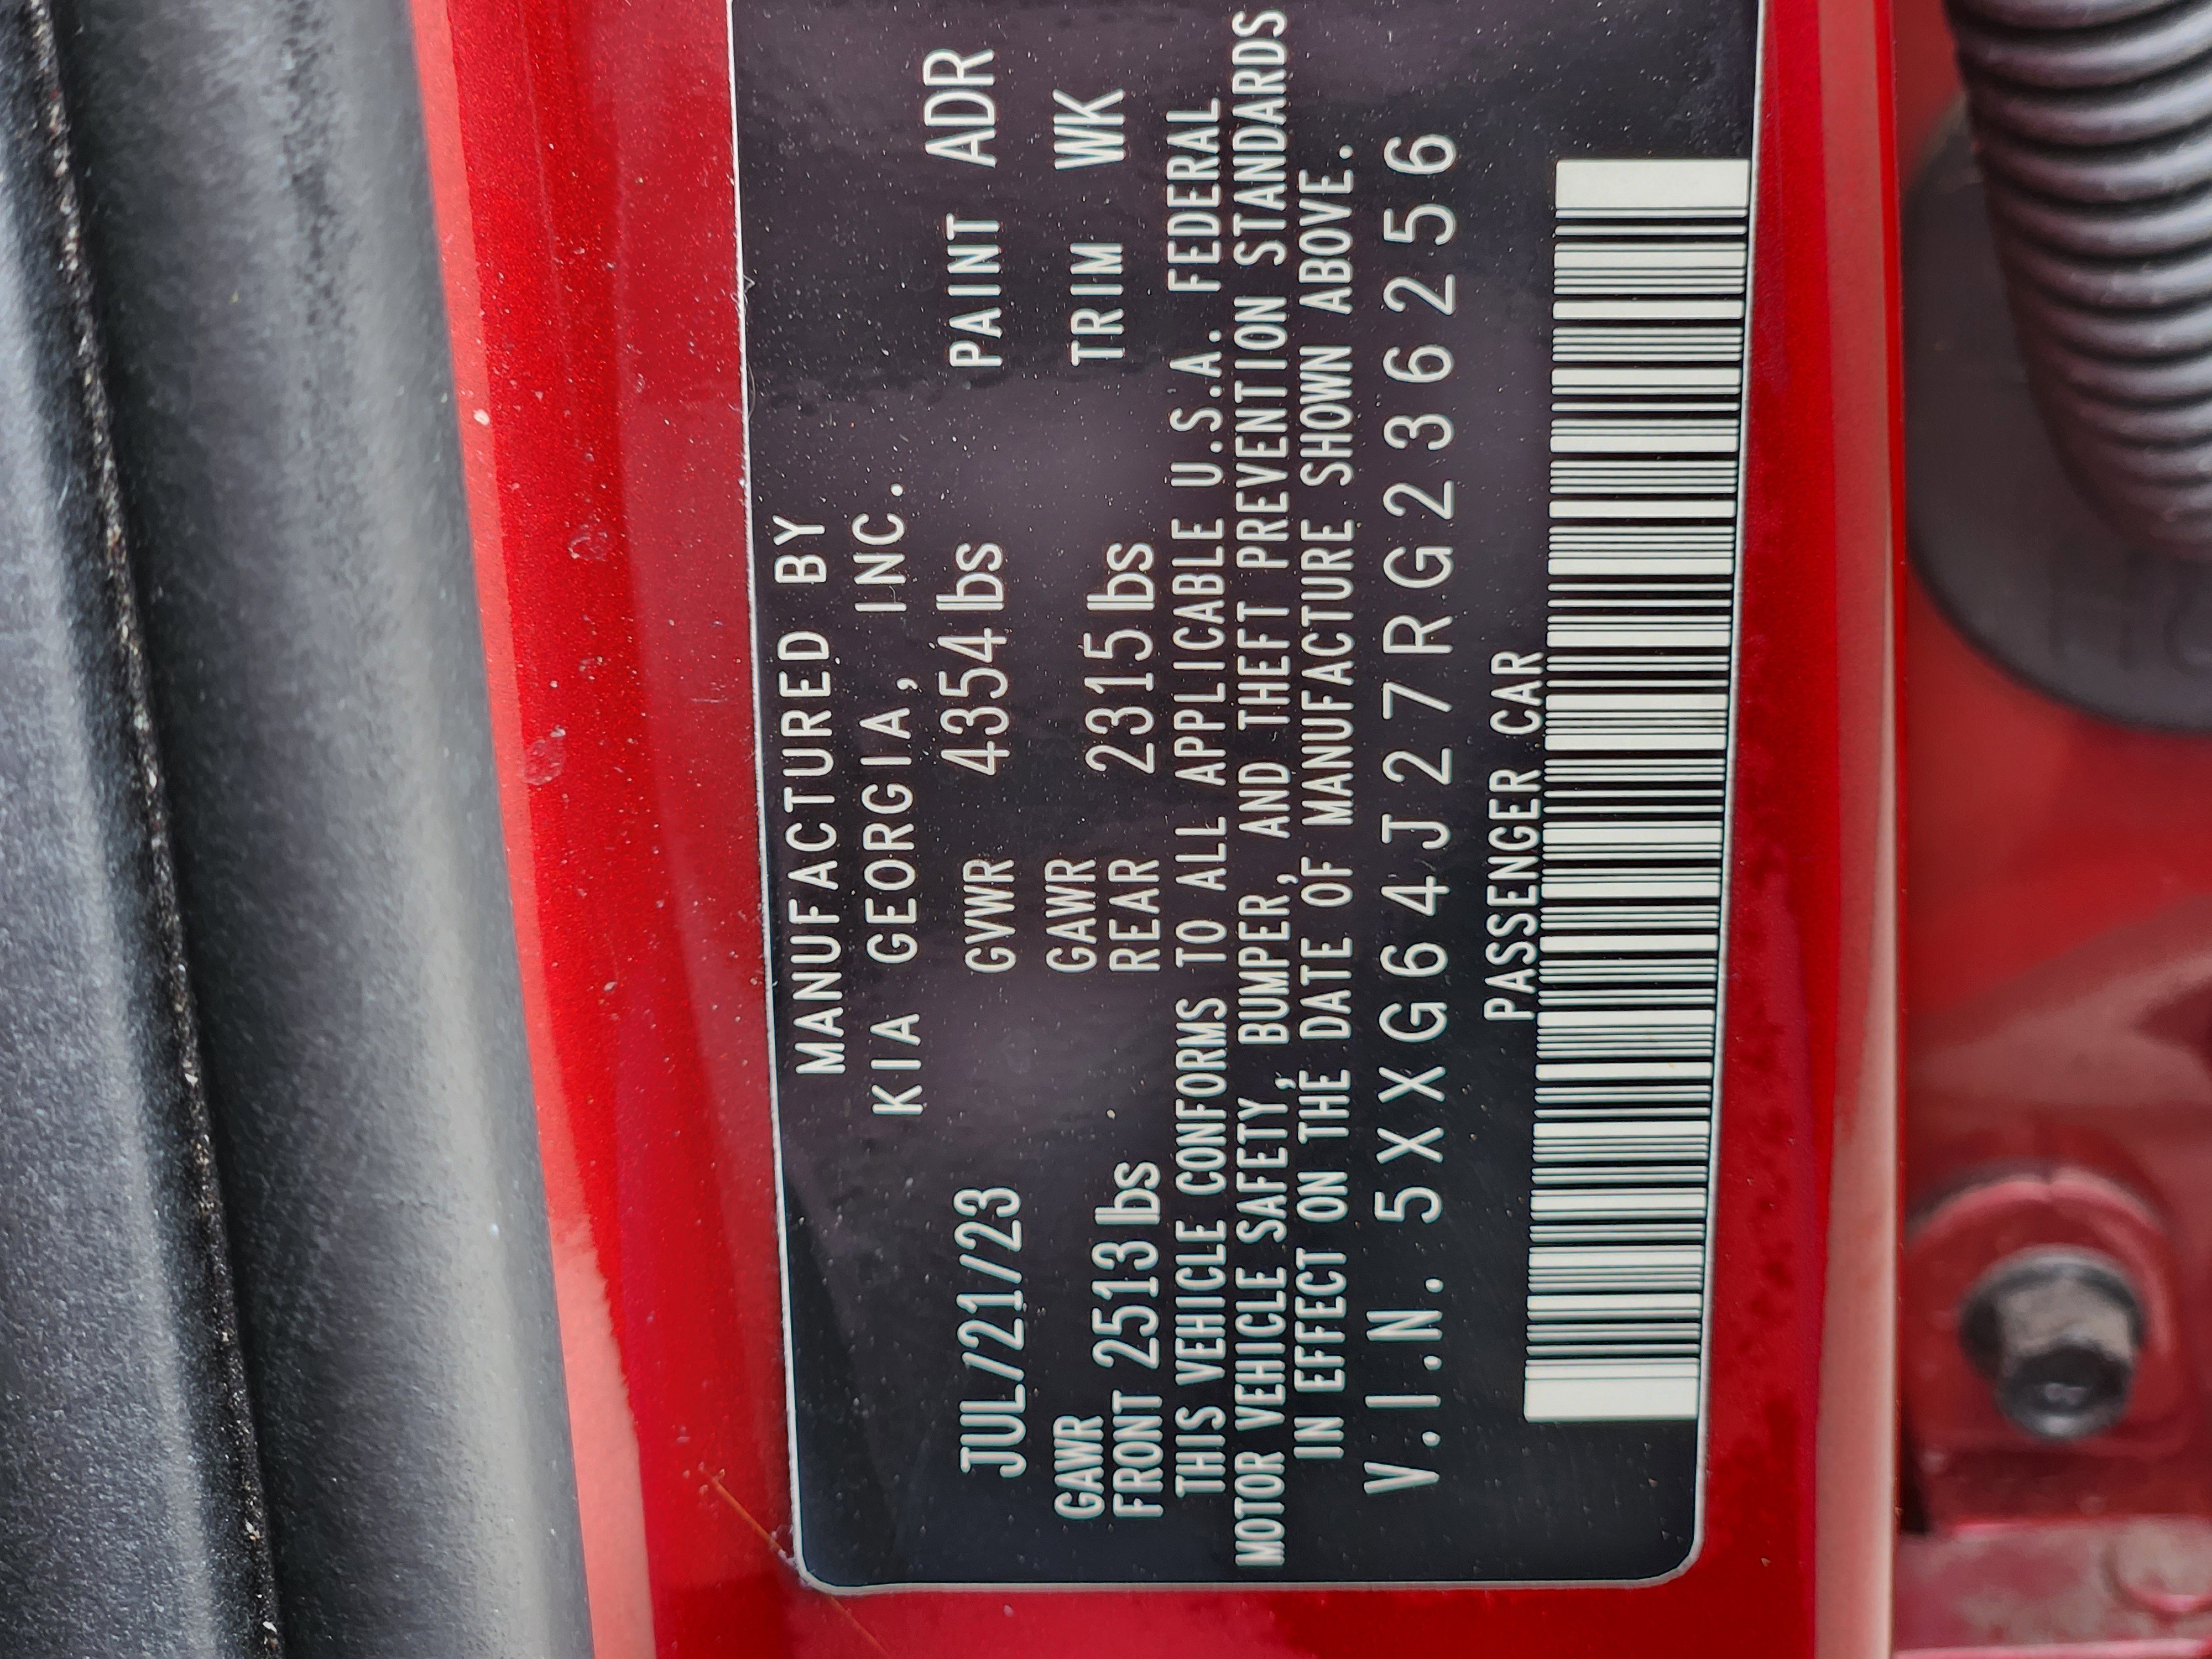 MANUFACTURED BY
KIA GEORGIA, INC.
JUL/21/23 GVWR 4354lbs PAINT ADR
GAWR FRONT 2513lbs GAWR REAR 2315lbs TRIM WK
THIS VEHICLE CONFORMS TO ALL APPLICABLE U.S.A. FEDERAL
MOTOR VEHICLE SAFETY, BUMPER, AND THEFT PREVENTION STANDARDS
IN EFFECT ON THE DATE OF MANUFACTURE SHOWN ABOVE.
V.I.N. 5XXG64J27RG236256
PASSENGER CAR